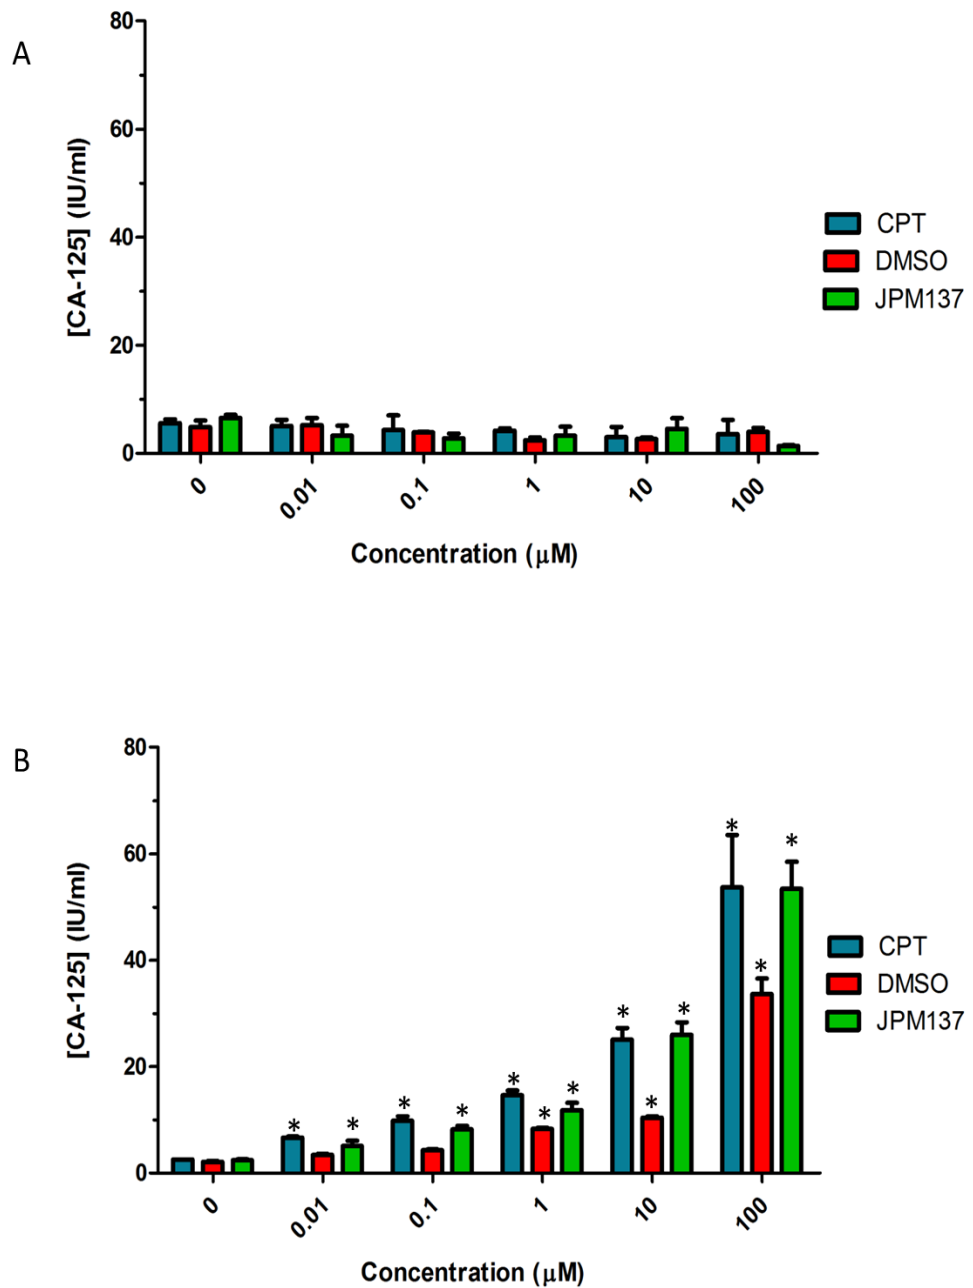 A
80
60
40
20
0
[CA-125] (IU/ml)
CPT
DMSO
JPM137
0 0.01 0.1 1 10 100
Concentration (μM)
B
80
60
40
20
0
[CA-125] (IU/ml)
* * * * * * * * * * * * *
CPT
DMSO
JPM137
0 0.01 0.1 1 10 100
Concentration (μM)